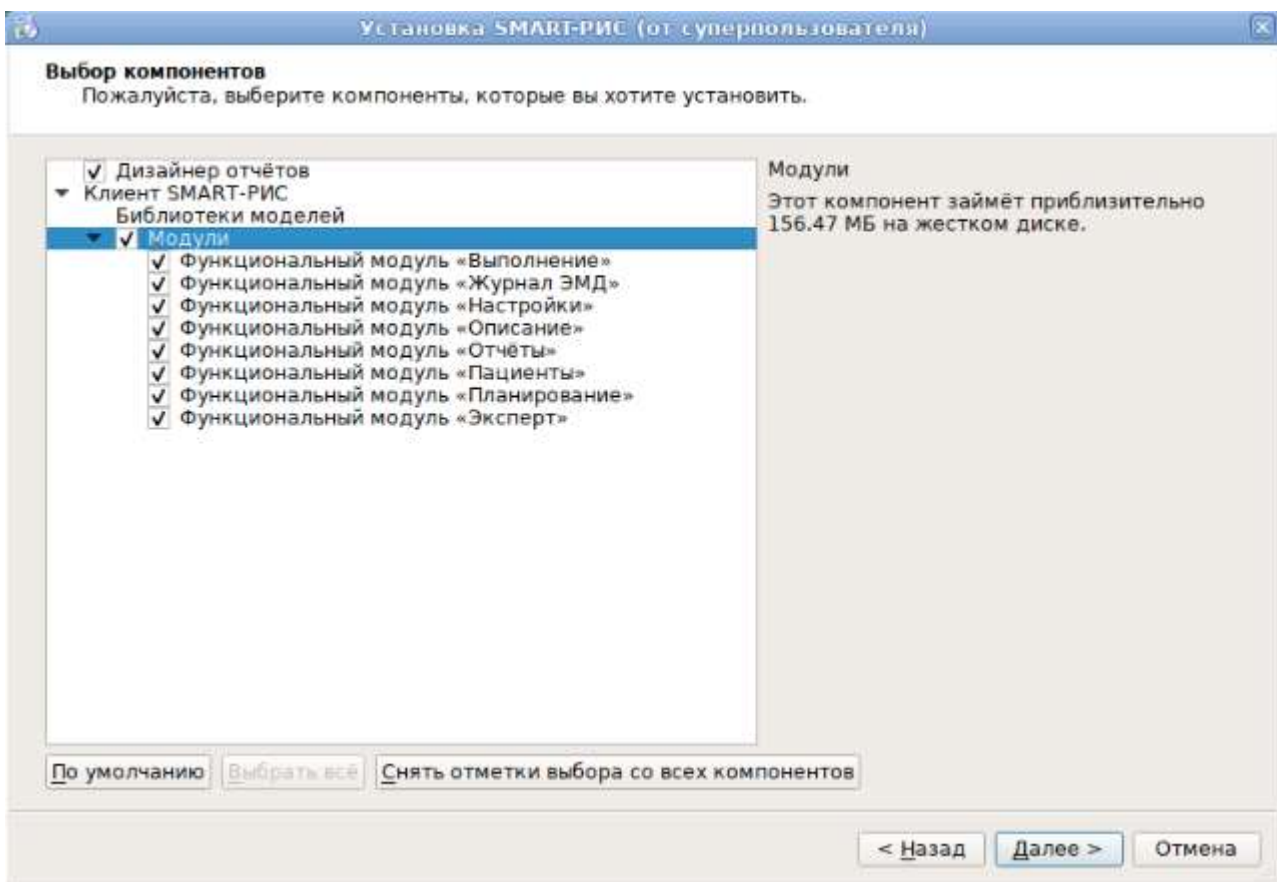 Установка SMART-РИС (от суперпользователя)
Выбор компонентов
Пожалуйста, выберите компоненты, которые вы хотите установить.
Дизайнер отчётов
Клиент SMART-РИС
Библиотеки моделей
Модули
Функциональный модуль «Выполнение»
Функциональный модуль «Журнал ЭМД»
Функциональный модуль «Настройки»
Функциональный модуль «Описание»
Функциональный модуль «Отчёты»
Функциональный модуль «Пациенты»
Функциональный модуль «Планирование»
Функциональный модуль «Эксперт»
Модули
Этот компонент займёт приблизительно
156.47 МБ на жестком диске.
По умолчанию Выбрать всё Снять отметки выбора со всех компонентов
< Назад Далее > Отмена